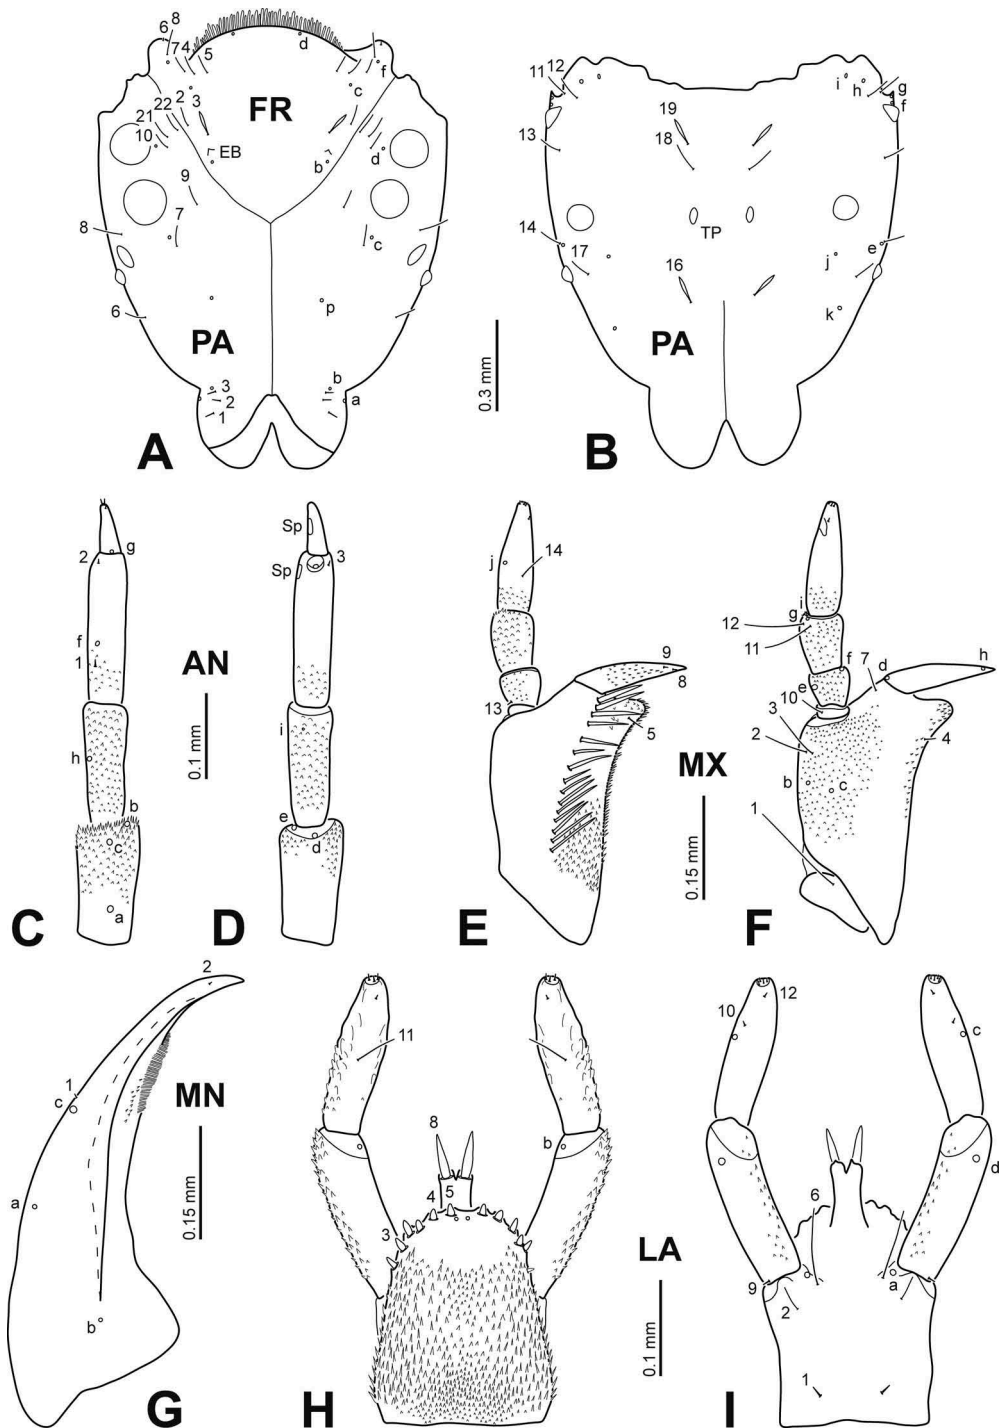 6 8
7 4
5
d
f
22 2 3
c
FR
21
10
EB
b
d
9
7
8
c
6
p
PA
3
2
1
b
a
A
0.3 mm
11 12
i h g
f
13
19
18
14
17
TP
e
j
16
k
PA
B
2 g
f
1
h
b
c
a
C
AN
0.1 mm
Sp
Sp
3
i
e
d
D
j
14
9
8
13
5
E
MX
0.15 mm
i
g
12
11
f
e
10
d
7
h
3
2
4
b
c
1
F
2
1
c
a
b
MN
0.15 mm
G
11
8
b
4 5
3
H
LA
0.1 mm
10
12
c
d
6
9
2
a
1
I